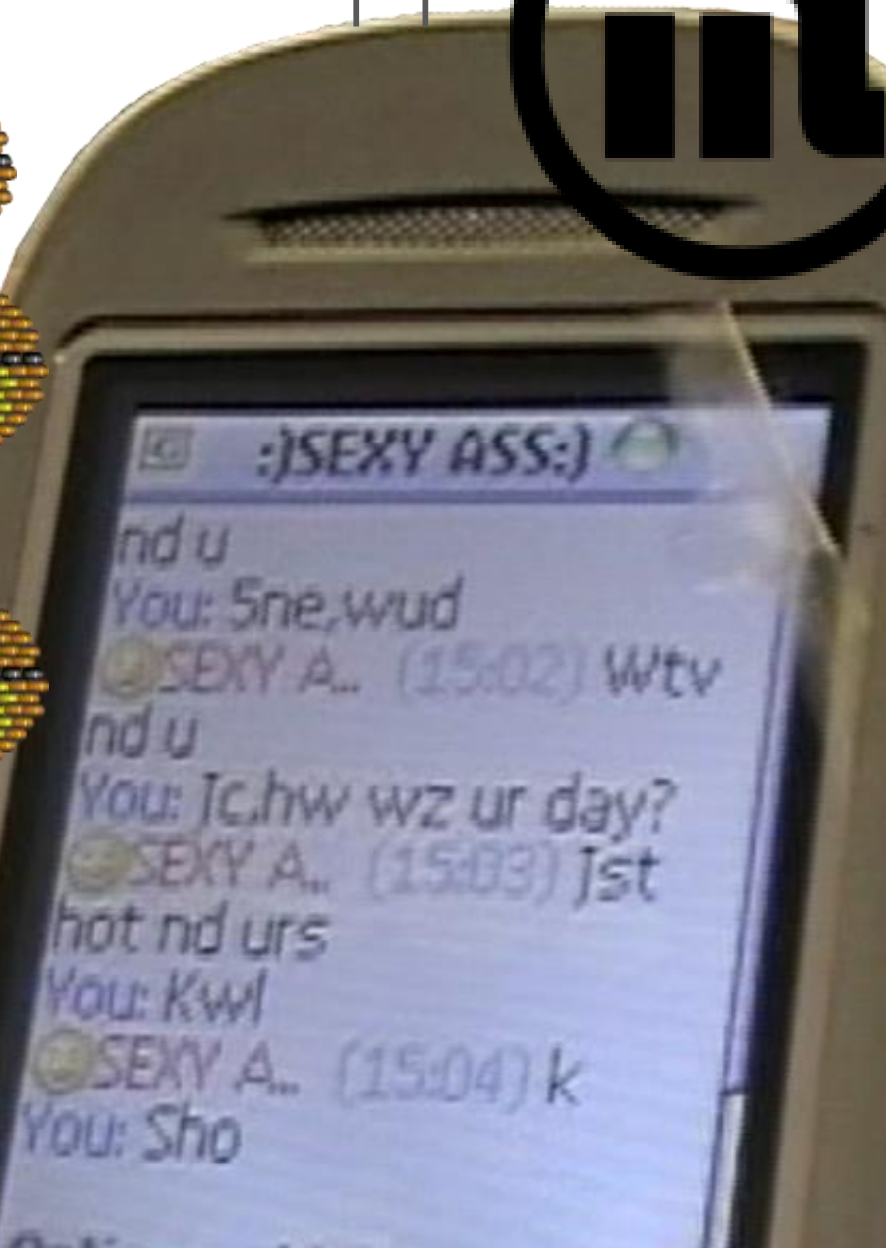 :)SEXY ASS:)
nd u
You: 5ne,wud
SEXY A... (15:02) Wtv
nd u
You: Jc,hw wz ur day?
SEXY A... (15:03) Jst
hot nd urs
You: Kwl
SEXY A... (15:04) k
You: Sho